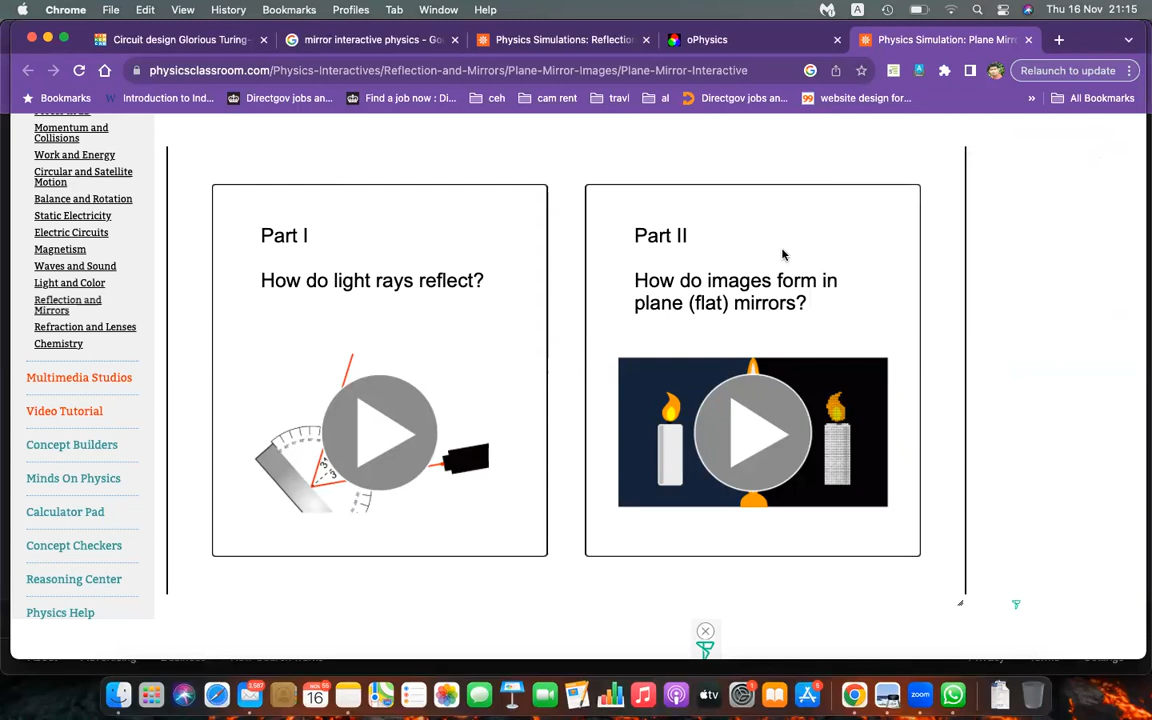 Chrome File Edit View History Bookmarks Profiles Tab Window Help A Thu 16 Nov 21:15
Circuit design Glorious Turing- mirror interactive physics - Go Physics Simulations: Reflectio oPhysics Physics Simulation: Plane Mirr
physicsclassroom.com/Physics-Interactives/Reflection-and-Mirrors/Plane-Mirror-Images/Plane-Mirror-Interactive Relaunch to update
Bookmarks Introduction to Ind... Directgov jobs an... Find a job now : Di... ceh cam rent travl al Directgov jobs an... 99 website design for... » All Bookmarks
Momentum and
Collisions
Work and Energy
Circular and Satellite
Motion
Balance and Rotation
Static Electricity
Electric Circuits
Magnetism
Waves and Sound
Light and Color
Reflection and
Mirrors
Refraction and Lenses
Chemistry
Multimedia Studios
Video Tutorial
Concept Builders
Minds On Physics
Calculator Pad
Concept Checkers
Reasoning Center
Physics Help
Part I
How do light rays reflect?
Part II
How do images form in
plane (flat) mirrors?
NOV
16
tv
zoom